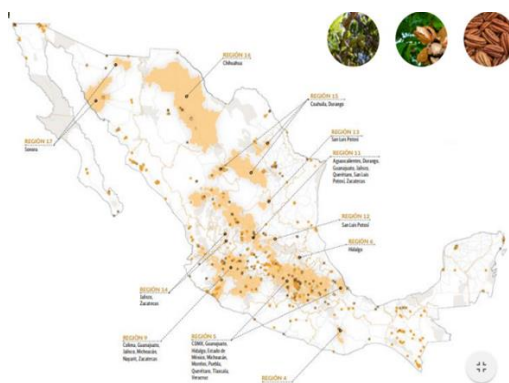 REGIÓN 16
Chihuahua
REGIÓN 15
Coahuila, Durango
REGIÓN 13
San Luis Potosí
REGIÓN 11
Aguascalientes, Durango,
Guanajuato, Jalisco,
Querétaro, San Luis
Potosí, Zacatecas
REGIÓN 17
Sonora
REGIÓN 12
San Luis Potosí
REGIÓN 6
Hidalgo
REGIÓN 14
Jalisco,
Zacatecas
REGIÓN 9
Colima, Guanajuato,
Jalisco, Michoacán,
Nayarit, Zacatecas
REGIÓN 5
CDMX, Guanajuato,
Hidalgo, Estado de
México, Michoacán,
Morelos, Puebla,
Querétaro, Tlaxcala,
Veracruz
REGIÓN 4